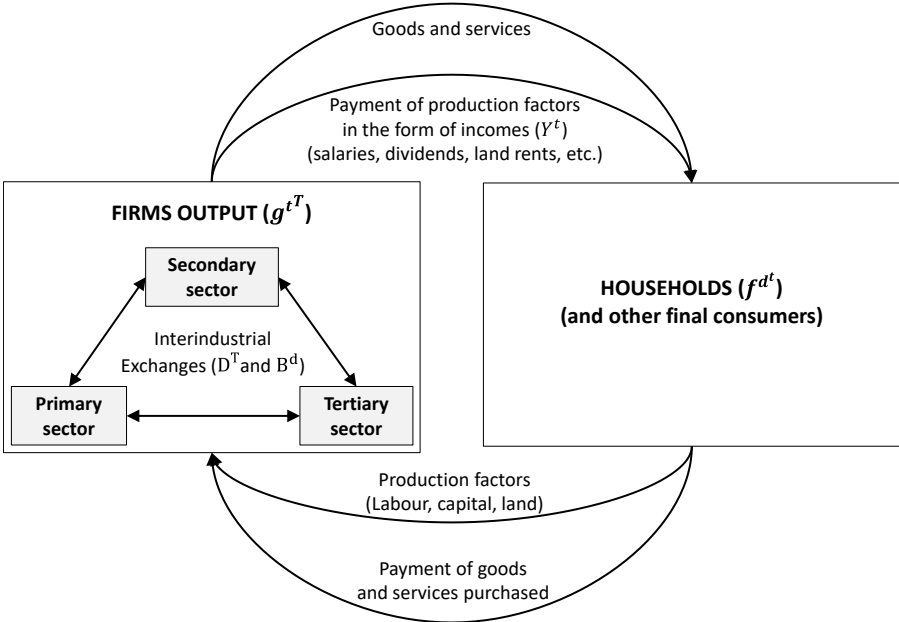 Goods and services
Payment of production factors
in the form of incomes (Y^t)
(salaries, dividends, land rents, etc.)
FIRMS OUTPUT (g^{t^T})
Secondary
sector
Interindustrial
Exchanges (D^T and B^d)
Primary
sector
Tertiary
sector
HOUSEHOLDS (f^{d^t})
(and other final consumers)
Production factors
(Labour, capital, land)
Payment of goods
and services purchased